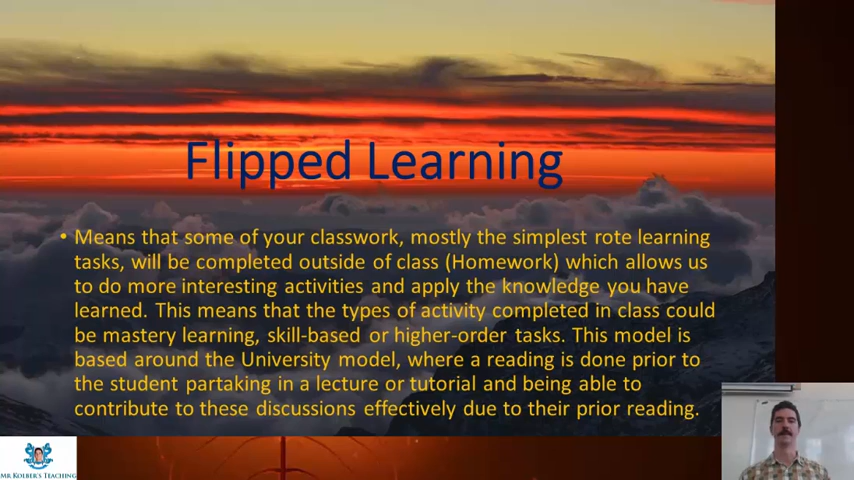 Flipped Learning
• Means that some of your classwork, mostly the simplest rote learning
tasks, will be completed outside of class (Homework) which allows us
to do more interesting activities and apply the knowledge you have
learned. This means that the types of activity completed in class could
be mastery learning, skill-based or higher-order tasks. This model is
based around the University model, where a reading is done prior to
the student partaking in a lecture or tutorial and being able to
contribute to these discussions effectively due to their prior reading.
MR KOLBER'S TEACHING